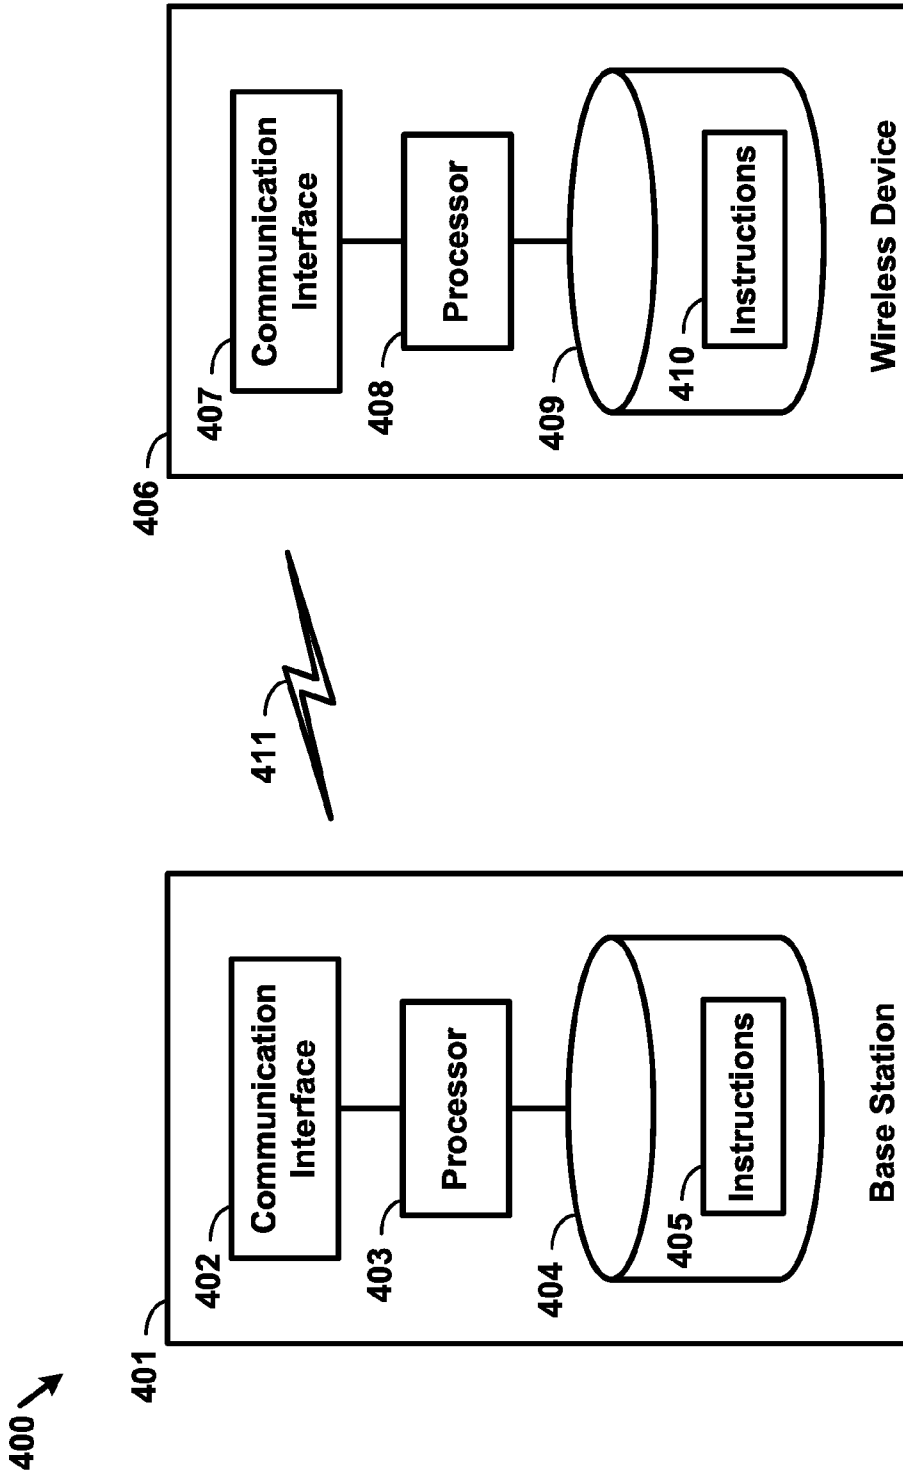 400
401
402
Communication
Interface
403
Processor
404
405
Instructions
Base Station
411
406
407
Communication
Interface
408
Processor
409
410
Instructions
Wireless Device